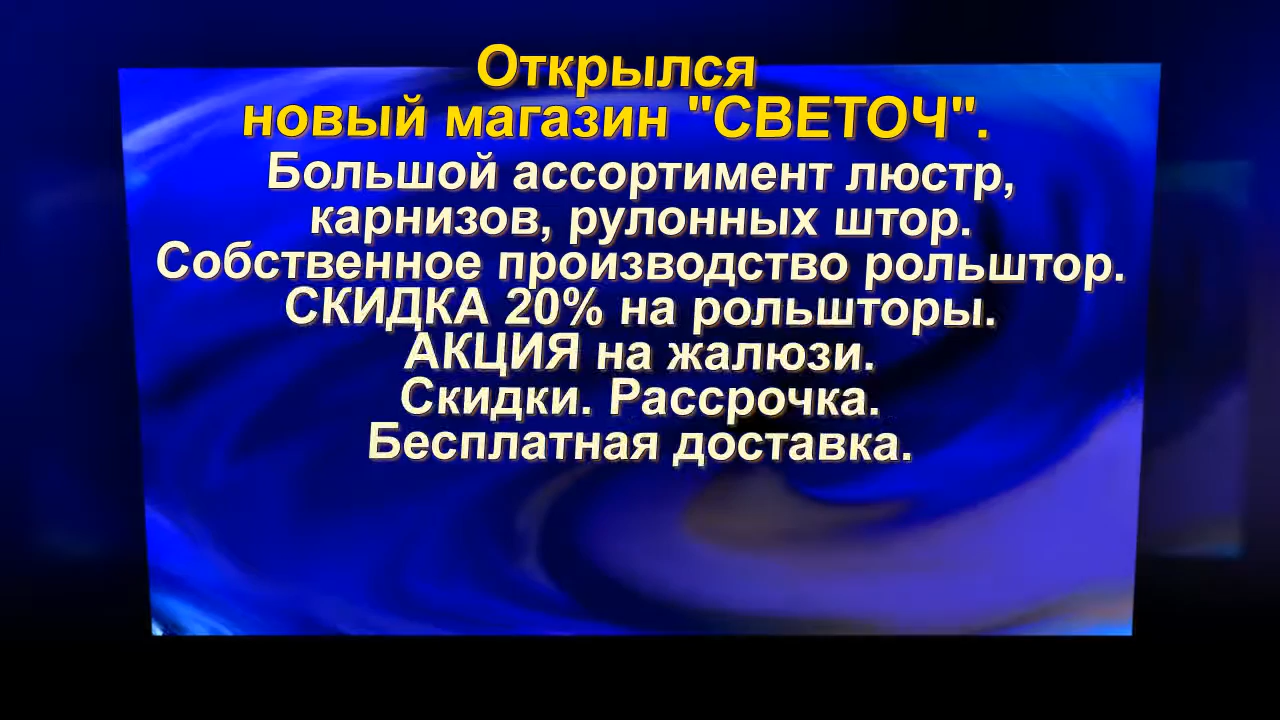 Открылся
новый магазин "СВЕТОЧ".
Большой ассортимент люстр,
карнизов, рулонных штор.
Собственное производство рольштор.
СКИДКА 20% на рольшторы.
АКЦИЯ на жалюзи.
Скидки. Рассрочка.
Бесплатная доставка.